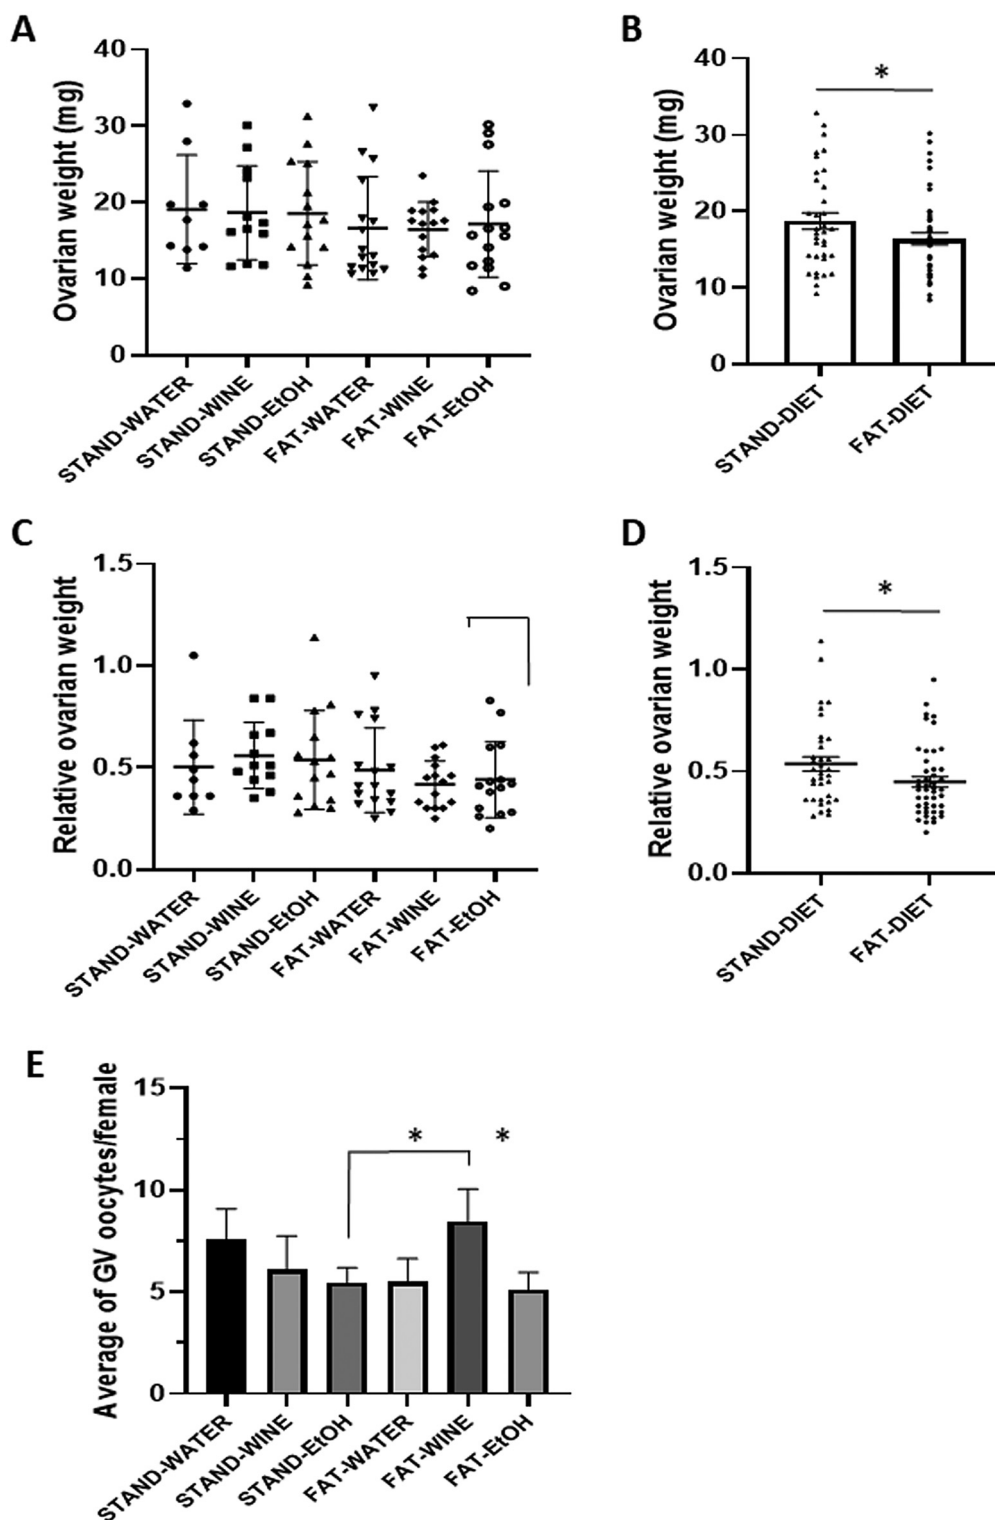 A
Ovarian weight (mg)
40
30
20
10
0
STAND-WATER
STAND-WINE
STAND-EtOH
FAT-WATER
FAT-WINE
FAT-EtOH
B
Ovarian weight (mg)
40
30
20
10
0
*
STAND-DIET
FAT-DIET
C
Relative ovarian weight
1.5
1.0
0.5
0.0
STAND-WATER
STAND-WINE
STAND-EtOH
FAT-WATER
FAT-WINE
FAT-EtOH
D
Relative ovarian weight
1.5
1.0
0.5
0.0
*
STAND-DIET
FAT-DIET
E
Average of GV oocytes/female
15
10
5
0
*
*
STAND-WATER
STAND-WINE
STAND-EtOH
FAT-WATER
FAT-WINE
FAT-EtOH